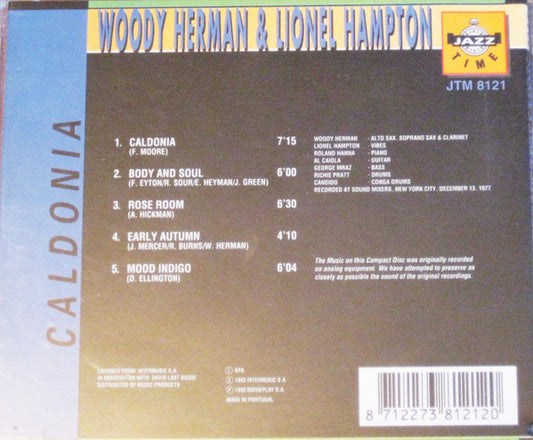 WOODY HERMAN & LIONEL HAMPTON
JAZZ
TIME
JTM 8121
CALDONIA
1. CALDONIA 7'15
(F. MOORE)
2. BODY AND SOUL 6'00
(F. EYTON/R. SOUR/E. HEYMAN/J. GREEN)
3. ROSE ROOM 6'30
(A. HICKMAN)
4. EARLY AUTUMN 4'10
(J. MERCER/R. BURNS/W. HERMAN)
5. MOOD INDIGO 6'04
(D. ELLINGTON)
WOODY HERMAN - ALTO SAX. SOPRANO SAX & CLARINET
LIONEL HAMPTON - VIBES
ROLAND HANNA - PIANO
AL CAIOLA - GUITAR
GEORGE MRAZ - BASS
RICHIE PRATT - DRUMS
CANDIDO - CONGA DRUMS
RECORDED AT SOUND MIXERS. NEW YORK CITY. DECEMBER 13. 1977
The Music on this Compact Disc was originally recorded
on analog equipment. We have attempted to preserve as
closely as possible the sound of the original recordings.
LICENSED FROM: INTERMUSIC S.A.
IN ASSOCIATION WITH: DAVID LAST MUSIC
DISTRIBUTED BY MUSIC PRODUCTS
SPA
1993 INTERMUSIC S.A
1993 MOVIEPLAY S.A
MADE IN PORTUGAL
8 712273 812120